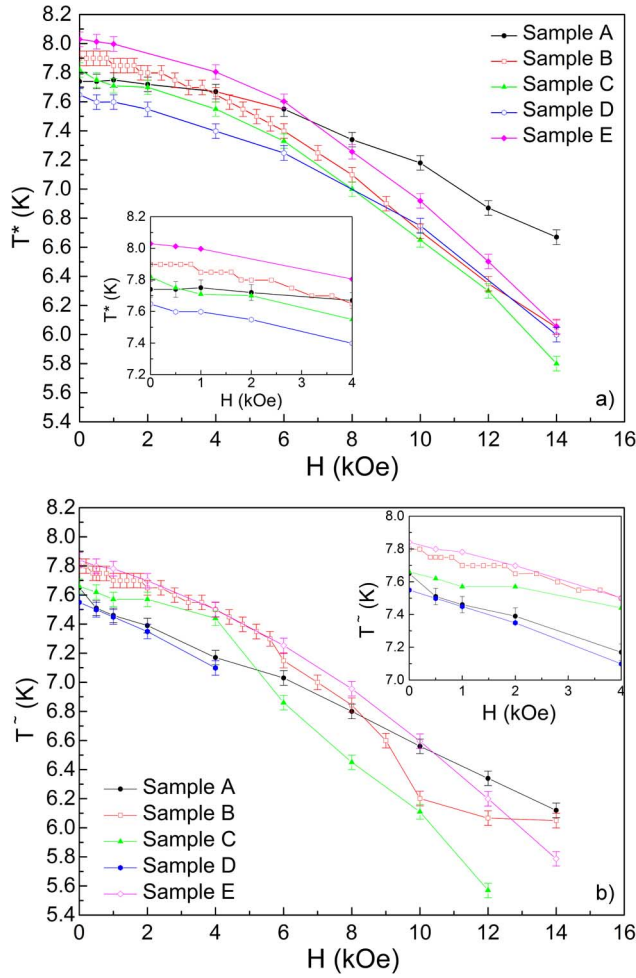 8.2
8.0
7.8
7.6
7.4
7.2
7.0
6.8
6.6
6.4
6.2
6.0
5.8
5.6
5.4
T* (K)
Sample A
Sample B
Sample C
Sample D
Sample E
8.2
8.0
7.8
7.6
7.4
7.2
T* (K)
0 1 2 3 4
H (kOe)
a)
0 2 4 6 8 10 12 14 16
H (kOe)
8.2
8.0
7.8
7.6
7.4
7.2
7.0
6.8
6.6
6.4
6.2
6.0
5.8
5.6
5.4
T~ (K)
8.0
7.8
7.6
7.4
7.2
7.0
T~ (K)
0 1 2 3 4
H (kOe)
Sample A
Sample B
Sample C
Sample D
Sample E
b)
0 2 4 6 8 10 12 14 16
H (kOe)